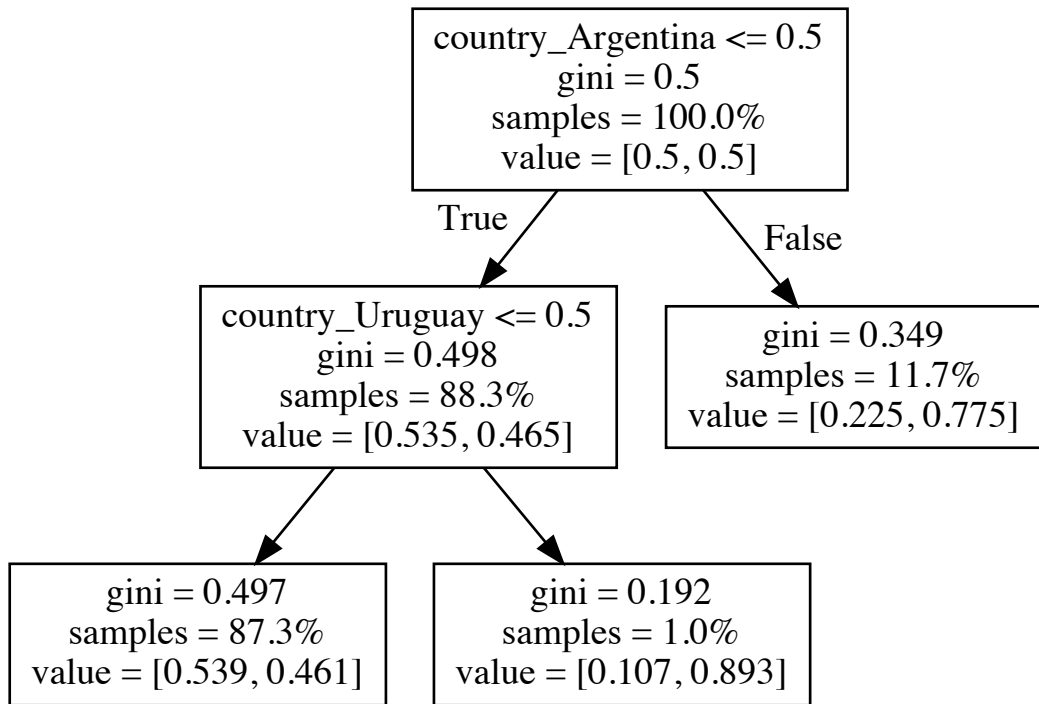 country_Argentina <= 0.5
gini = 0.5
samples = 100.0%
value = [0.5, 0.5]
True
False
country_Uruguay <= 0.5
gini = 0.498
samples = 88.3%
value = [0.535, 0.465]
gini = 0.349
samples = 11.7%
value = [0.225, 0.775]
gini = 0.497
samples = 87.3%
value = [0.539, 0.461]
gini = 0.192
samples = 1.0%
value = [0.107, 0.893]